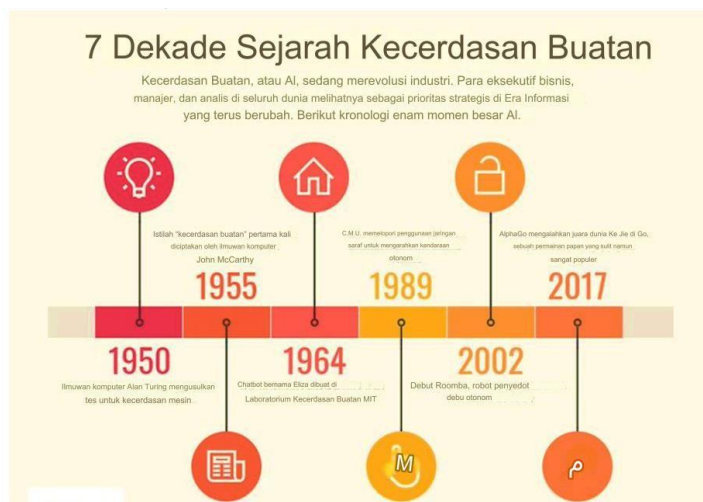 7 Dekade Sejarah Kecerdasan Buatan
Kecerdasan Buatan, atau AI, sedang merevolusi industri. Para eksekutif bisnis,
manajer, dan analis di seluruh dunia melihatnya sebagai prioritas strategis di Era Informasi
yang terus berubah. Berikut kronologi enam momen besar AI.
Istilah "kecerdasan buatan" pertama kali
diciptakan oleh ilmuwan komputer
John McCarthy
1955
C.M.U. memelopori penggunaan jaringan
saraf untuk mengarahkan kendaraan
otonom
1989
AlphaGo mengalahkan juara dunia Ke Jie di Go,
sebuah permainan papan yang kulit namun
sangat populer
2017
1950
Ilmuwan komputer Alan Turing mengusulkan
tes untuk kecerdasan mesin
1964
Chatbot bernama Eliza dibuat di
Laboratorium Kecerdasan Buatan MIT
2002
Debut Roomba, robot penyedot
debu otonom
M
م